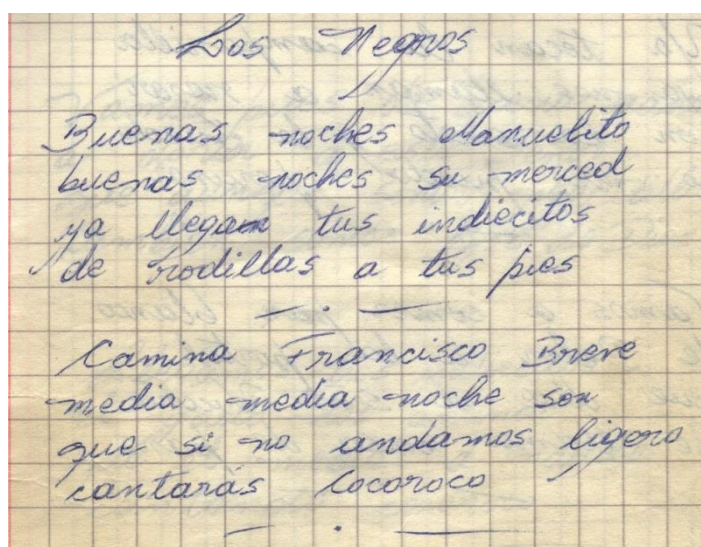 Los Negros
Buenas noches Manuelito
buenas noches su merced
ya llegan tus indiecitos
de rodillas a tus pies
Camina Francisco Breve
media media noche son
que si no andamos ligero
cantarás Cocoroco